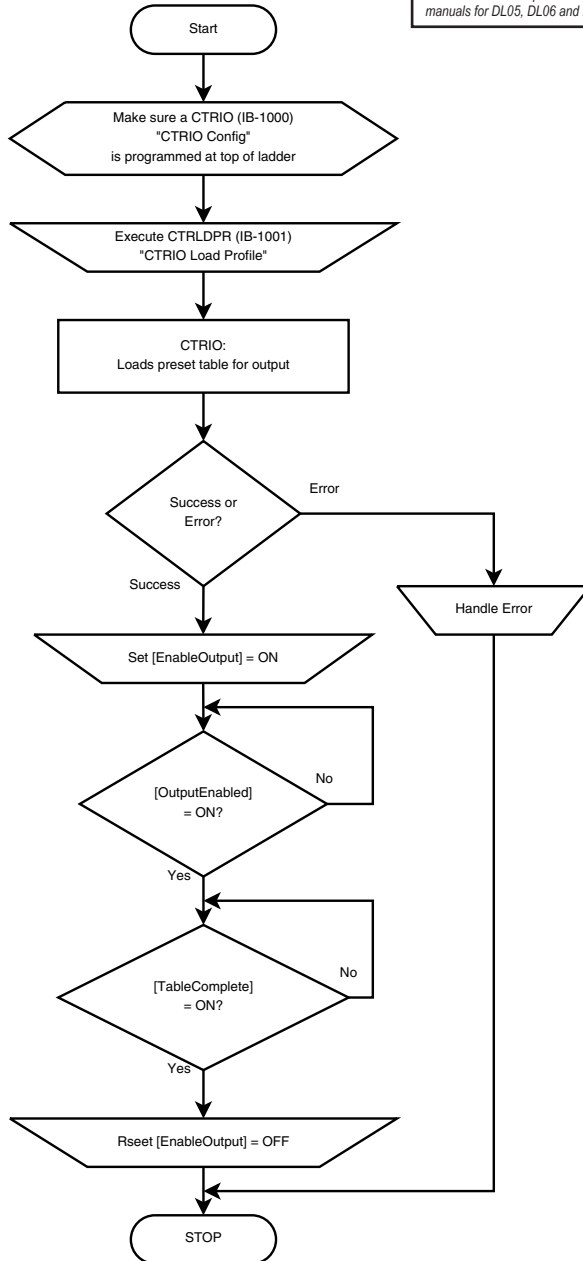 manuals for DL05, DL06 and
Start
Make sure a CTRIO (IB-1000)
"CTRIO Config"
is programmed at top of ladder
Execute CTRLDPR (IB-1001)
"CTRIO Load Profile"
CTRIO:
Loads preset table for output
Success or
Error?
Error
Success
Handle Error
Set [EnableOutput] = ON
[OutputEnabled]
= ON?
No
Yes
[TableComplete]
= ON?
No
Yes
Rseet [EnableOutput] = OFF
STOP